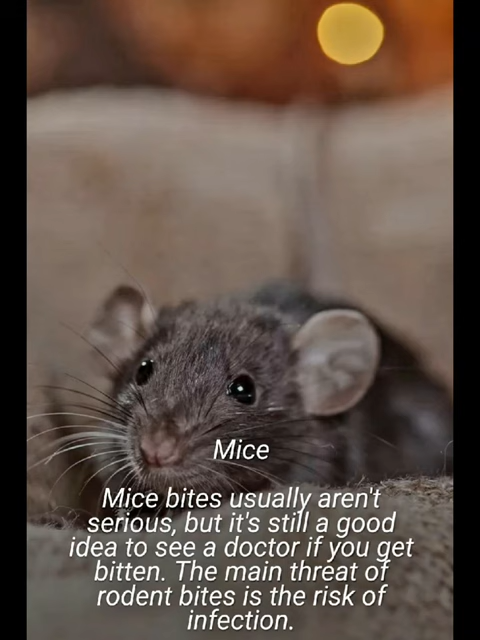 Mice
Mice bites usually aren't
serious, but it's still a good
idea to see a doctor if you get
bitten. The main threat of
rodent bites is the risk of
infection.